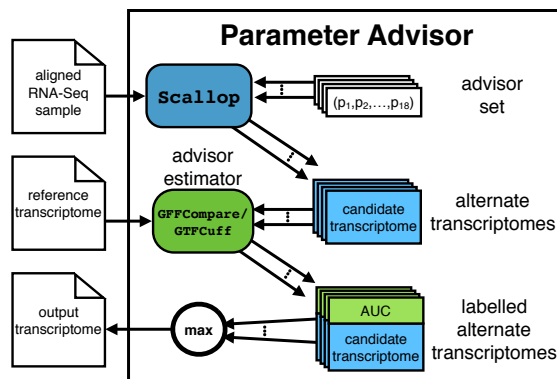 Parameter Advisor
aligned
RNA-Seq
sample
Scallop
(p1,p2,…,p18)
advisor
set
advisor
estimator
reference
transcriptome
GFFCompare/
GTFCuff
candidate
transcriptome
alternate
transcriptomes
output
transcriptome
max
AUC
candidate
transcriptome
labelled
alternate
transcriptomes